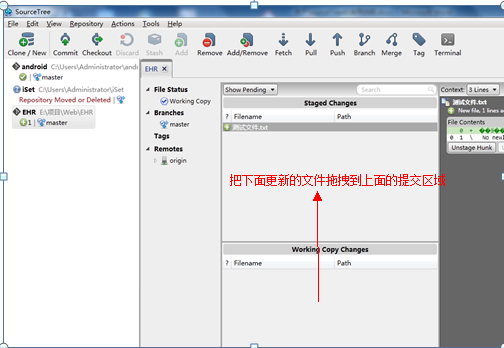 SourceTree
File Edit View Repository Actions Tools Help
Clone / New Commit Checkout Discard Stash Add Remove Add/Remove Fetch Pull Push Branch Merge Tag Terminal
android
C:\Users\Administrator\andr
master
iSet C:\Users\Administrator\iSet
Repository Moved or Deleted |
EHR E:\项目\Web\EHR
1 | master
EHR
File Status
Working Copy
Branches
master
Tags
Remotes
origin
Show Pending Search
Staged Changes
? Filename Path
测试文件.txt
把下面更新的文件拖拽到上面的提交区域
Working Copy Changes
? Filename Path
Context: 3 Lines
测试文件.txt
New file, 1 lines a
File Contents
0 +
0 1 \ No newl
Unstage Hunk